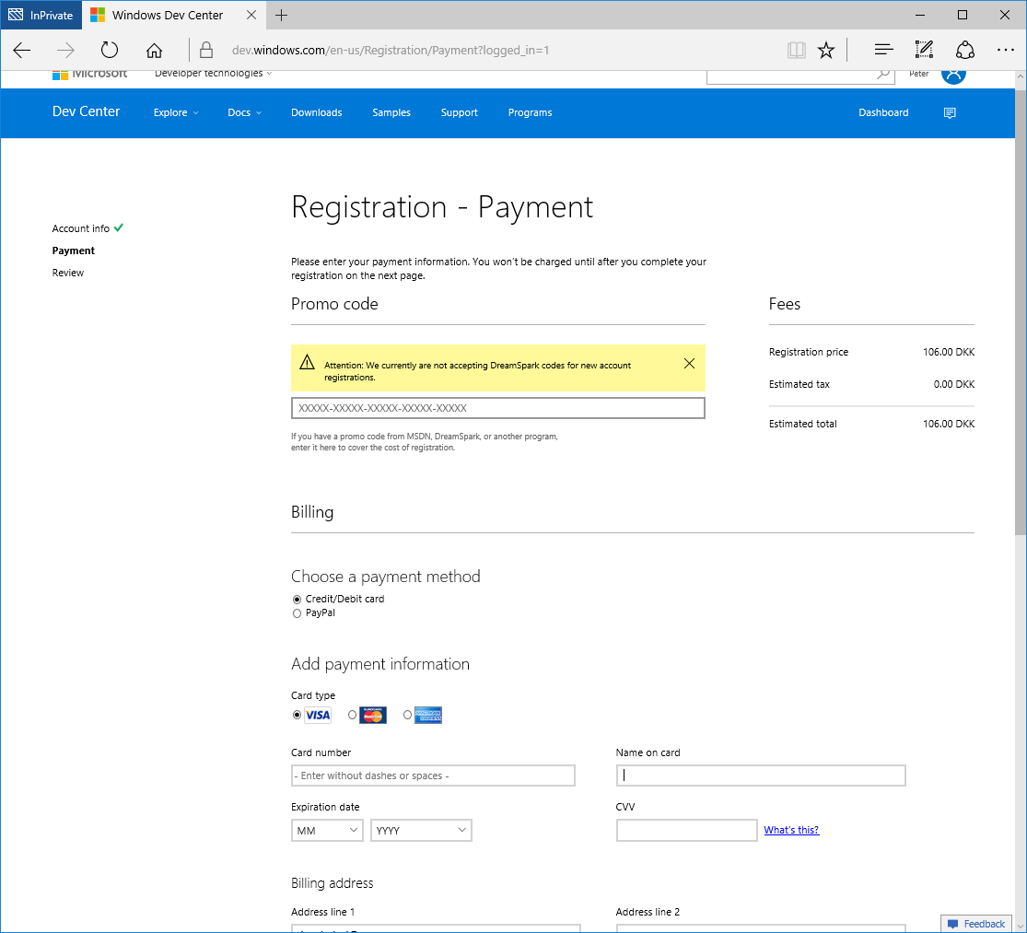 InPrivate
Windows Dev Center
dev.windows.com/en-us/Registration/Payment?logged_in=1
Microsoft
Developer technologies
Peter
Dev Center
Explore
Docs
Downloads
Samples
Support
Programs
Dashboard
Registration - Payment
Account info
Payment
Review
Please enter your payment information. You won't be charged until after you complete your
registration on the next page.
Promo code
Attention: We currently are not accepting DreamSpark codes for new account
registrations.
XXXXX-XXXXX-XXXXX-XXXXX-XXXXX
If you have a promo code from MSDN, DreamSpark, or another program,
enter it here to cover the cost of registration.
Fees
Registration price 106.00 DKK
Estimated tax 0.00 DKK
Estimated total 106.00 DKK
Billing
Choose a payment method
Credit/Debit card
PayPal
Add payment information
Card type
VISA
Card number
- Enter without dashes or spaces -
Name on card
Expiration date
MM
YYYY
CVV
What's this?
Billing address
Address line 1
Address line 2
Feedback